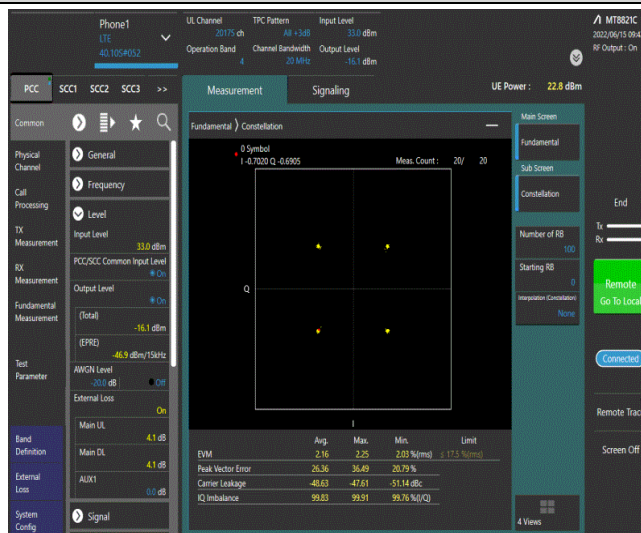 Phone1
LTE
40.10S#052
UL Channel
20175 ch
TPC Pattern
All +3dB
Input Level
33.0 dBm
Operation Band
4
Channel Bandwidth
20 MHz
Output Level
-16.1 dBm
MT8821C
2022/06/15 09:4
RF Output : On
PCC SCC1 SCC2 SCC3 >>
Measurement
Signaling
UE Power : 22.8 dBm
Common
Physical Channel
Call Processing
TX Measurement
RX Measurement
Fundamental Measurement
Test Parameter
Band Definition
External Loss
System Config
General
Frequency
Level
Input Level
33.0 dBm
PCC/SCC Common Input Level
On
Output Level
On
(Total)
-16.1 dBm
(EPRE)
-46.9 dBm/15kHz
AWGN Level
-20.0 dB Off
External Loss
On
Main UL
4.1 dB
Main DL
4.1 dB
AUX1
0.0 dB
Signal
Fundamental 〉 Constellation
0 Symbol
I -0.7020 Q -0.6905
Meas. Count : 20/ 20
Q
I
Avg. Max. Min. Limit
EVM 2.16 2.25 2.03 %(rms) ≤ 17.5 %(rms)
Peak Vector Error 26.36 36.49 20.79 %
Carrier Leakage -48.63 -47.61 -51.14 dBc
IQ Imbalance 99.83 99.91 99.76 %(I/Q)
Main Screen
Fundamental
Sub Screen
Constellation
Number of RB
100
Starting RB
0
Interpolation (Constellation)
None
4 Views
End
Tx
Rx
Remote
Go To Local
Connected
Remote Trac
Screen Off